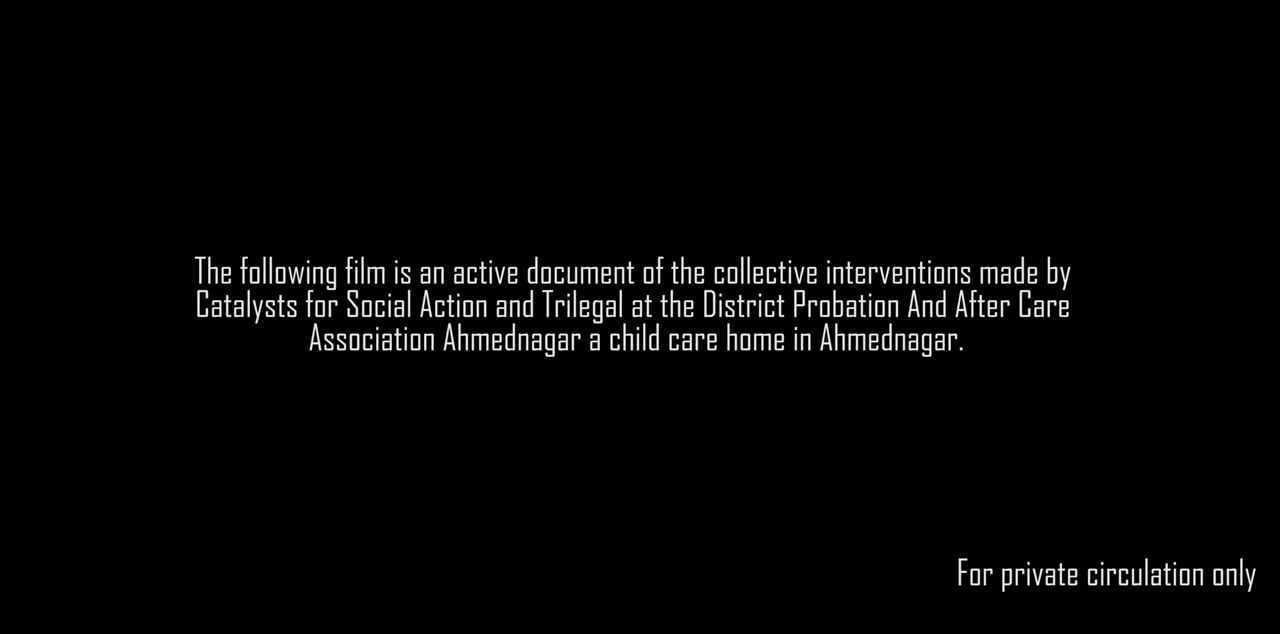 The following film is an active document of the collective interventions made by
Catalysts for Social Action and Trilegal at the District Probation And After Care
Association Ahmednagar a child care home in Ahmednagar.
For private circulation only